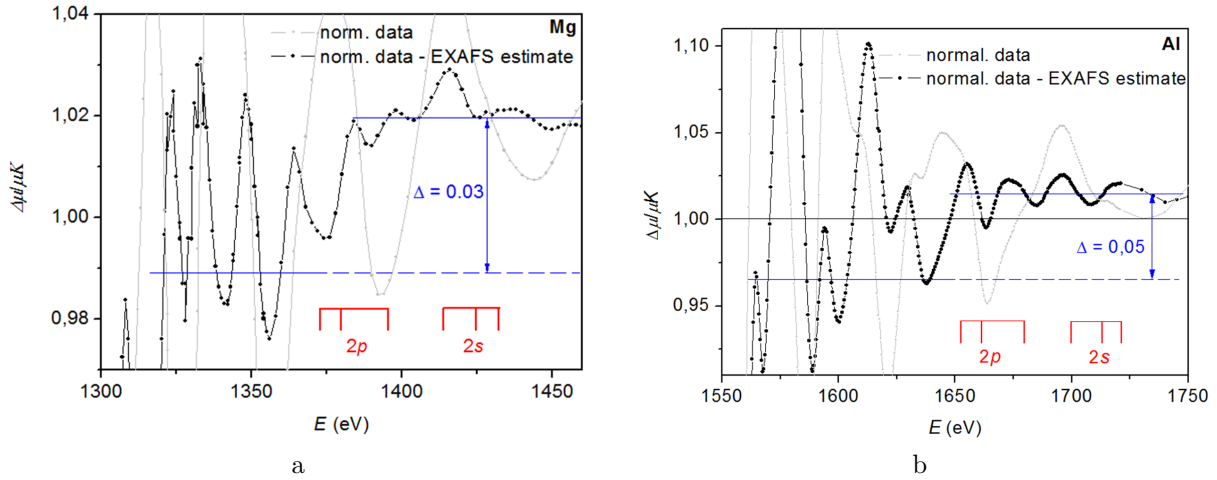 Mg
norm. data
norm. data - EXAFS estimate
1,04
1,02
1,00
0,98
Δμ/μK
Δ = 0.03
2p
2s
1300
1350
1400
1450
E (eV)
a
Al
normal. data
normal. data - EXAFS estimate
1,10
1,05
1,00
0,95
Δμ/μK
Δ = 0,05
2p
2s
1550
1600
1650
1700
1750
E (eV)
b